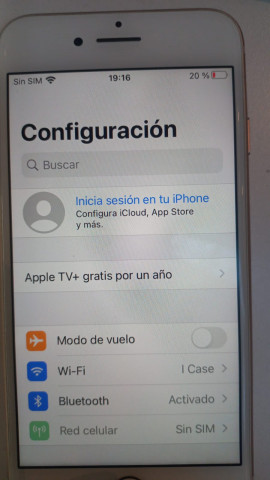 Sin SIM 19:16 20 %
Configuración
Buscar
Inicia sesión en tu iPhone
Configura iCloud, App Store
y más.
Apple TV+ gratis por un año
Modo de vuelo
Wi-Fi I Case
Bluetooth Activado
Red celular Sin SIM